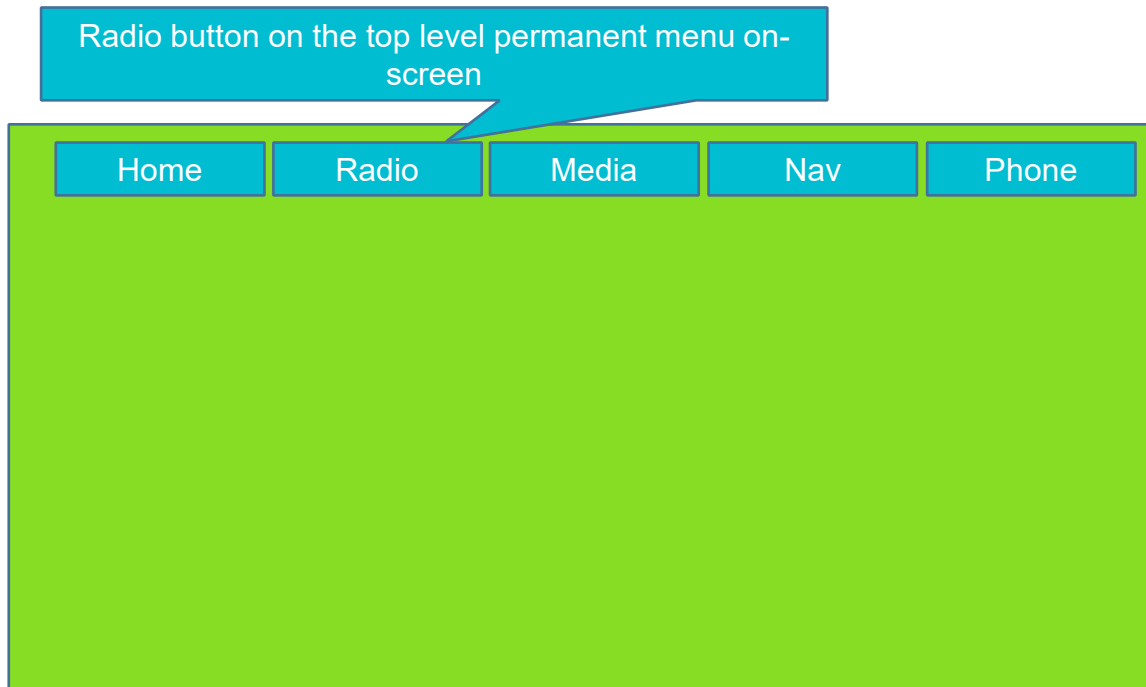 Radio button on the top level permanent menu on-
screen
Home Radio Media Nav Phone